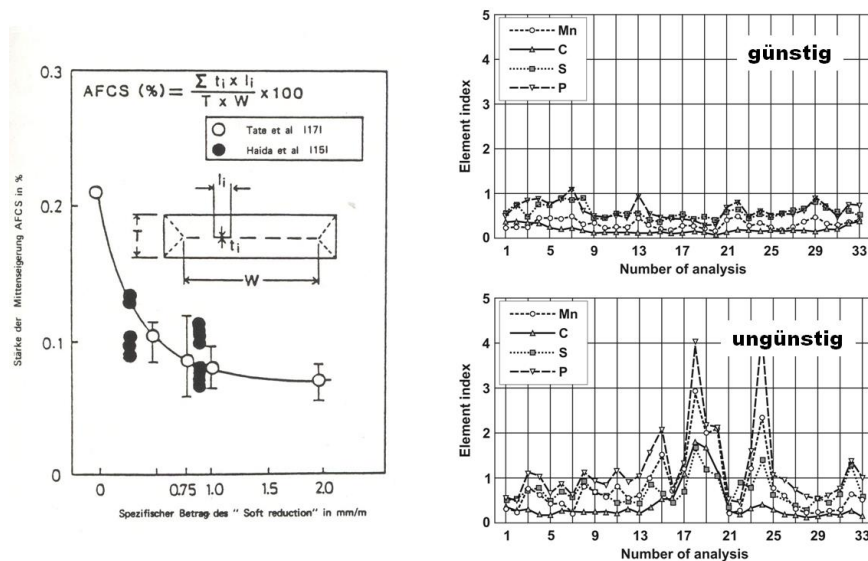 0.3
AFCS (%) = Σ ti x li / T x W x 100
Tate et al |17|
Haida et al |15|
li
T
ti
W
0.1
0
0
0.75
1.0
1.5
2.0
Stärke der Mittenseigerung AFCS in %
Spezifischer Betrag des "Soft reduction" in mm/m
günstig
Mn
C
S
P
Element index
5
4
3
2
1
0
1
5
9
13
17
21
25
29
33
Number of analysis
ungünstig
Mn
C
S
P
Element index
5
4
3
2
1
0
1
5
9
13
17
21
25
29
33
Number of analysis